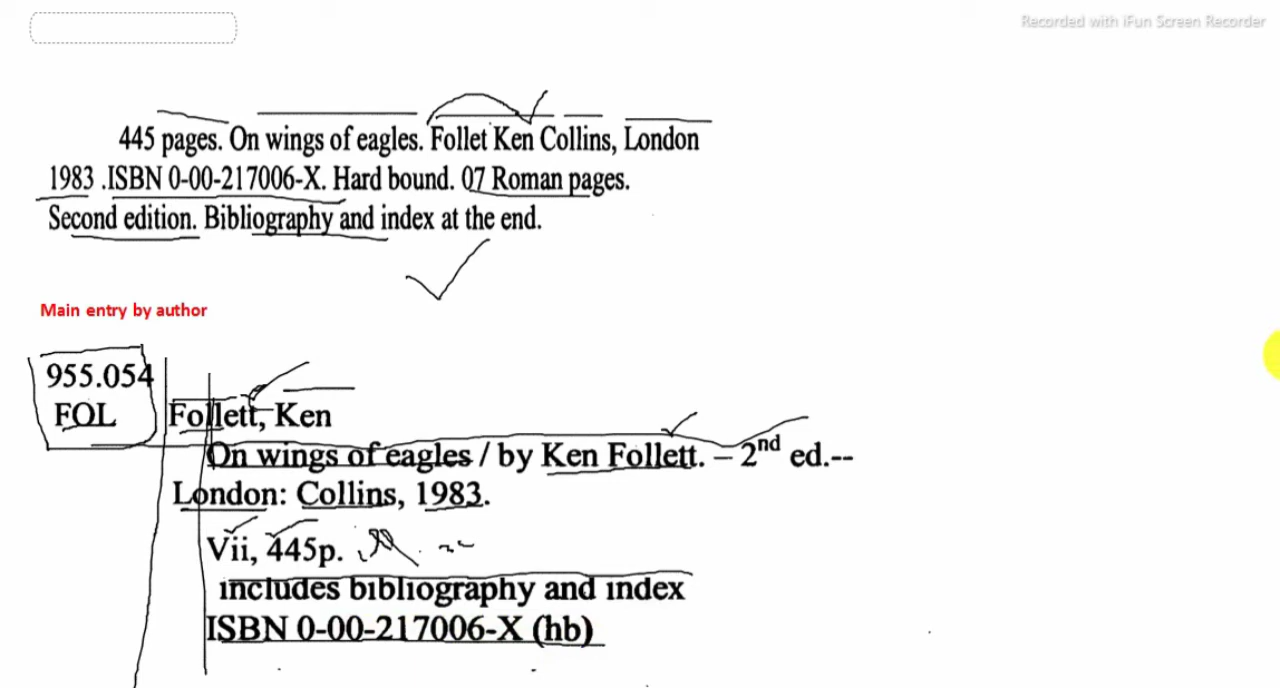 Recorded with iFun Screen Recorder
445 pages. On wings of eagles. Follet Ken Collins, London
1983 .ISBN 0-00-217006-X. Hard bound. 07 Roman pages.
Second edition. Bibliography and index at the end.
Main entry by author
955.054
FOL
Follett, Ken
On wings of eagles / by Ken Follett. – 2nd ed.--
London: Collins, 1983.
Vii, 445p.
includes bibliography and index
ISBN 0-00-217006-X (hb)